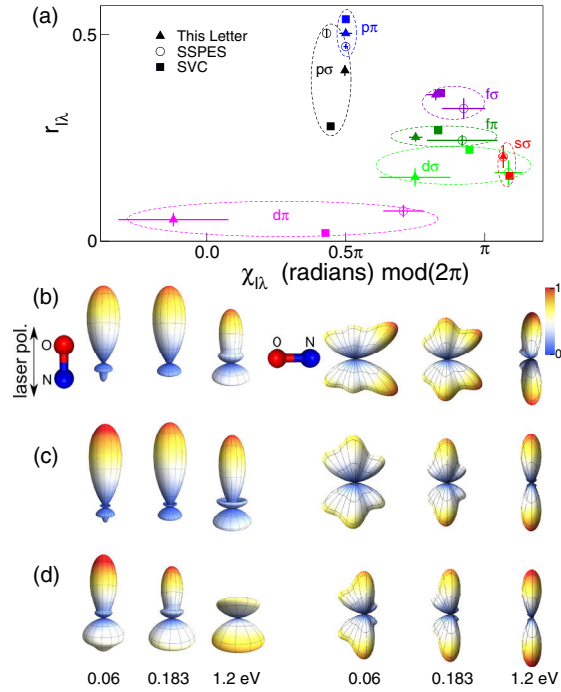 (a)
This Letter
SSPES
SVC
0.5
0
r_lλ
pπ
pσ
fσ
fπ
sσ
dσ
dπ
0.0 0.5π π
χ_lλ (radians) mod(2π)
(b)
laser pol.
O
N
O N
1
0
(c)
(d)
0.06 0.183 1.2 eV 0.06 0.183 1.2 eV